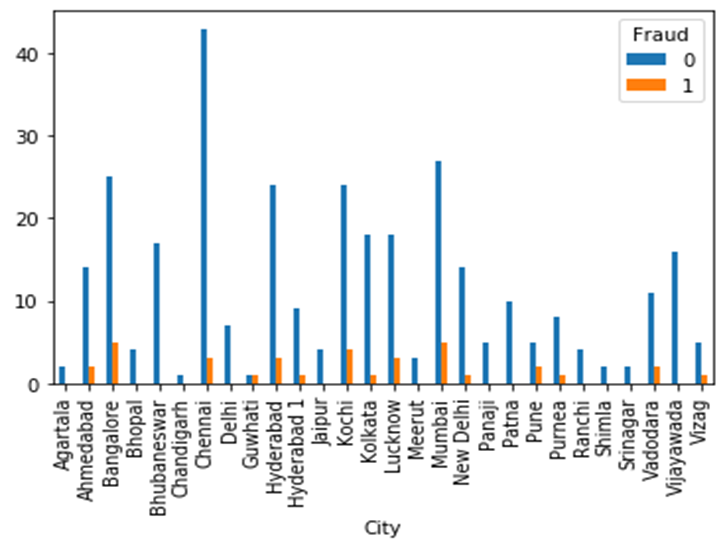 Fraud
0
1
40
30
20
10
0
Agartala
Ahmedabad
Bangalore
Bhopal
Bhubaneswar
Chandigarh
Chennai
Delhi
Guwhati
Hyderabad
Hyderabad 1
Jaipur
Kochi
Kolkata
Lucknow
Meerut
Mumbai
New Delhi
Panaji
Patna
Pune
Purnea
Ranchi
Shimla
Srinagar
Vadodara
Vijayawada
Vizag
City